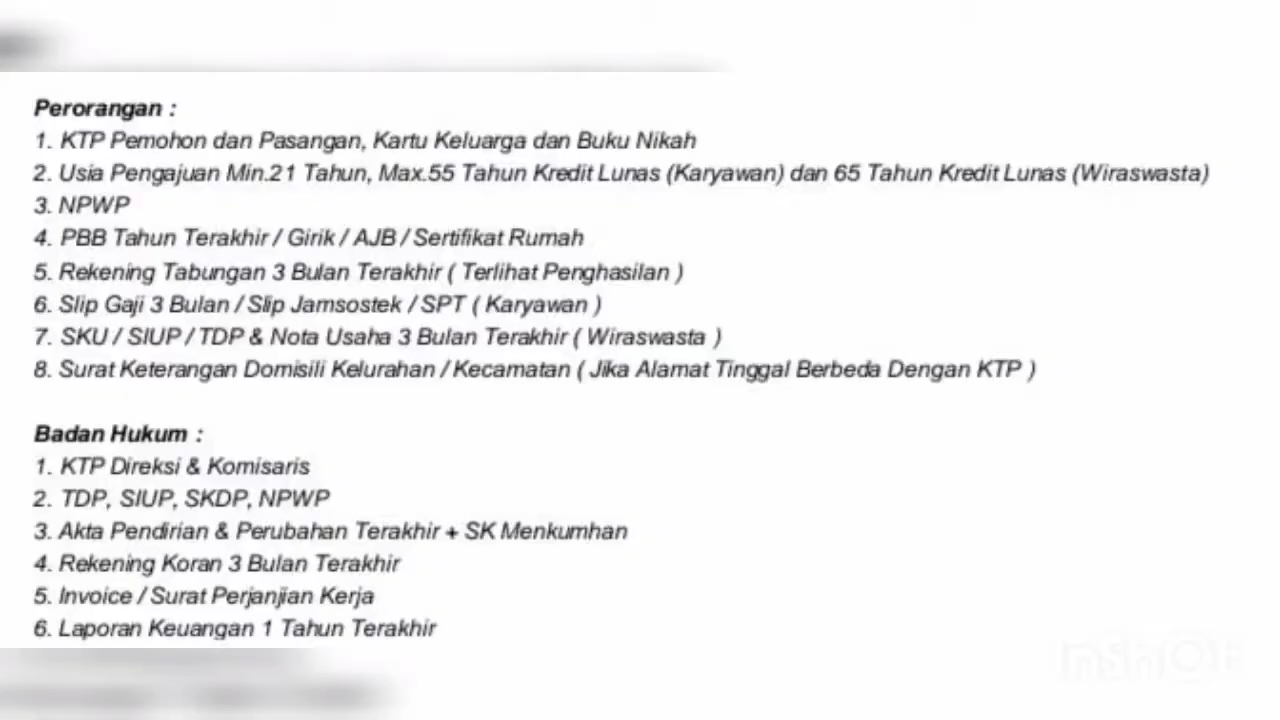 Perorangan :
1. KTP Pemohon dan Pasangan, Kartu Keluarga dan Buku Nikah
2. Usia Pengajuan Min.21 Tahun, Max.55 Tahun Kredit Lunas (Karyawan) dan 65 Tahun Kredit Lunas (Wiraswasta)
3. NPWP
4. PBB Tahun Terakhir / Girik / AJB / Sertifikat Rumah
5. Rekening Tabungan 3 Bulan Terakhir ( Terlihat Penghasilan )
6. Slip Gaji 3 Bulan / Slip Jamsostek / SPT ( Karyawan )
7. SKU / SIUP / TDP & Nota Usaha 3 Bulan Terakhir ( Wiraswasta )
8. Surat Keterangan Domisili Kelurahan / Kecamatan ( Jika Alamat Tinggal Berbeda Dengan KTP )
Badan Hukum :
1. KTP Direksi & Komisaris
2. TDP, SIUP, SKDP, NPWP
3. Akta Pendirian & Perubahan Terakhir + SK Menkumhan
4. Rekening Koran 3 Bulan Terakhir
5. Invoice / Surat Perjanjian Kerja
6. Laporan Keuangan 1 Tahun Terakhir